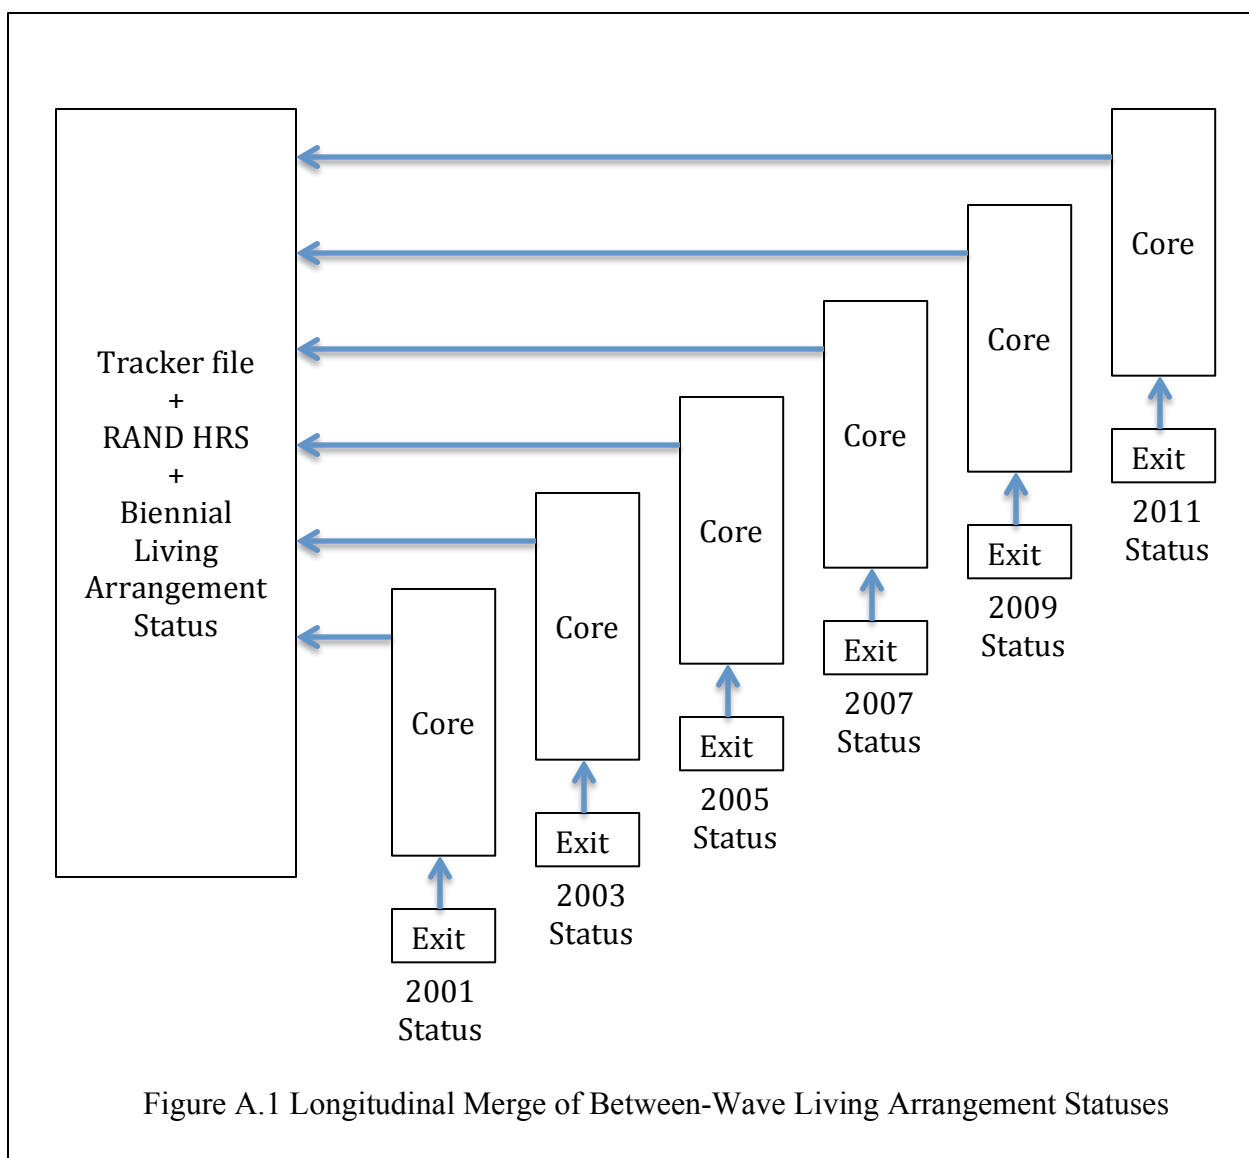 Tracker file
+
RAND HRS
+
Biennial
Living
Arrangement
Status
Core
Exit
2001
Status
Core
Exit
2003
Status
Core
Exit
2005
Status
Core
Exit
2007
Status
Core
Exit
2009
Status
Core
Exit
2011
Status
Figure A.1 Longitudinal Merge of Between-Wave Living Arrangement Statuses